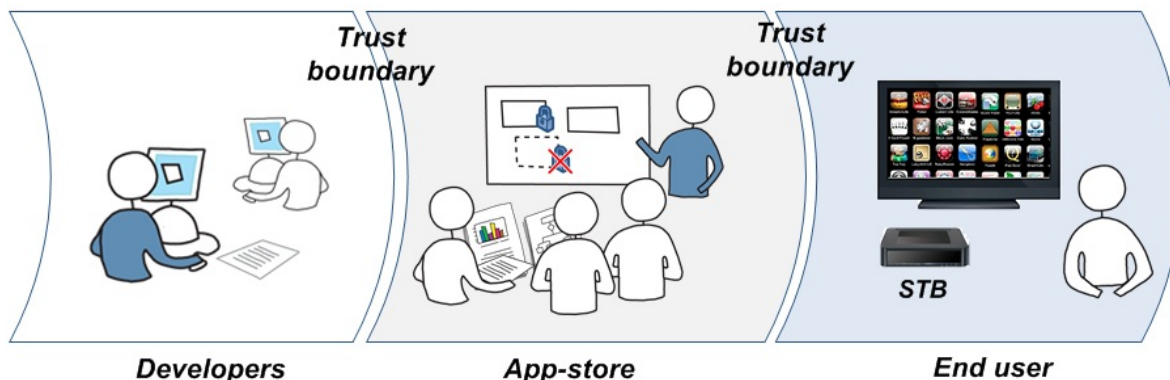 Trust
boundary
Trust
boundary
STB
Developers
App-store
End user